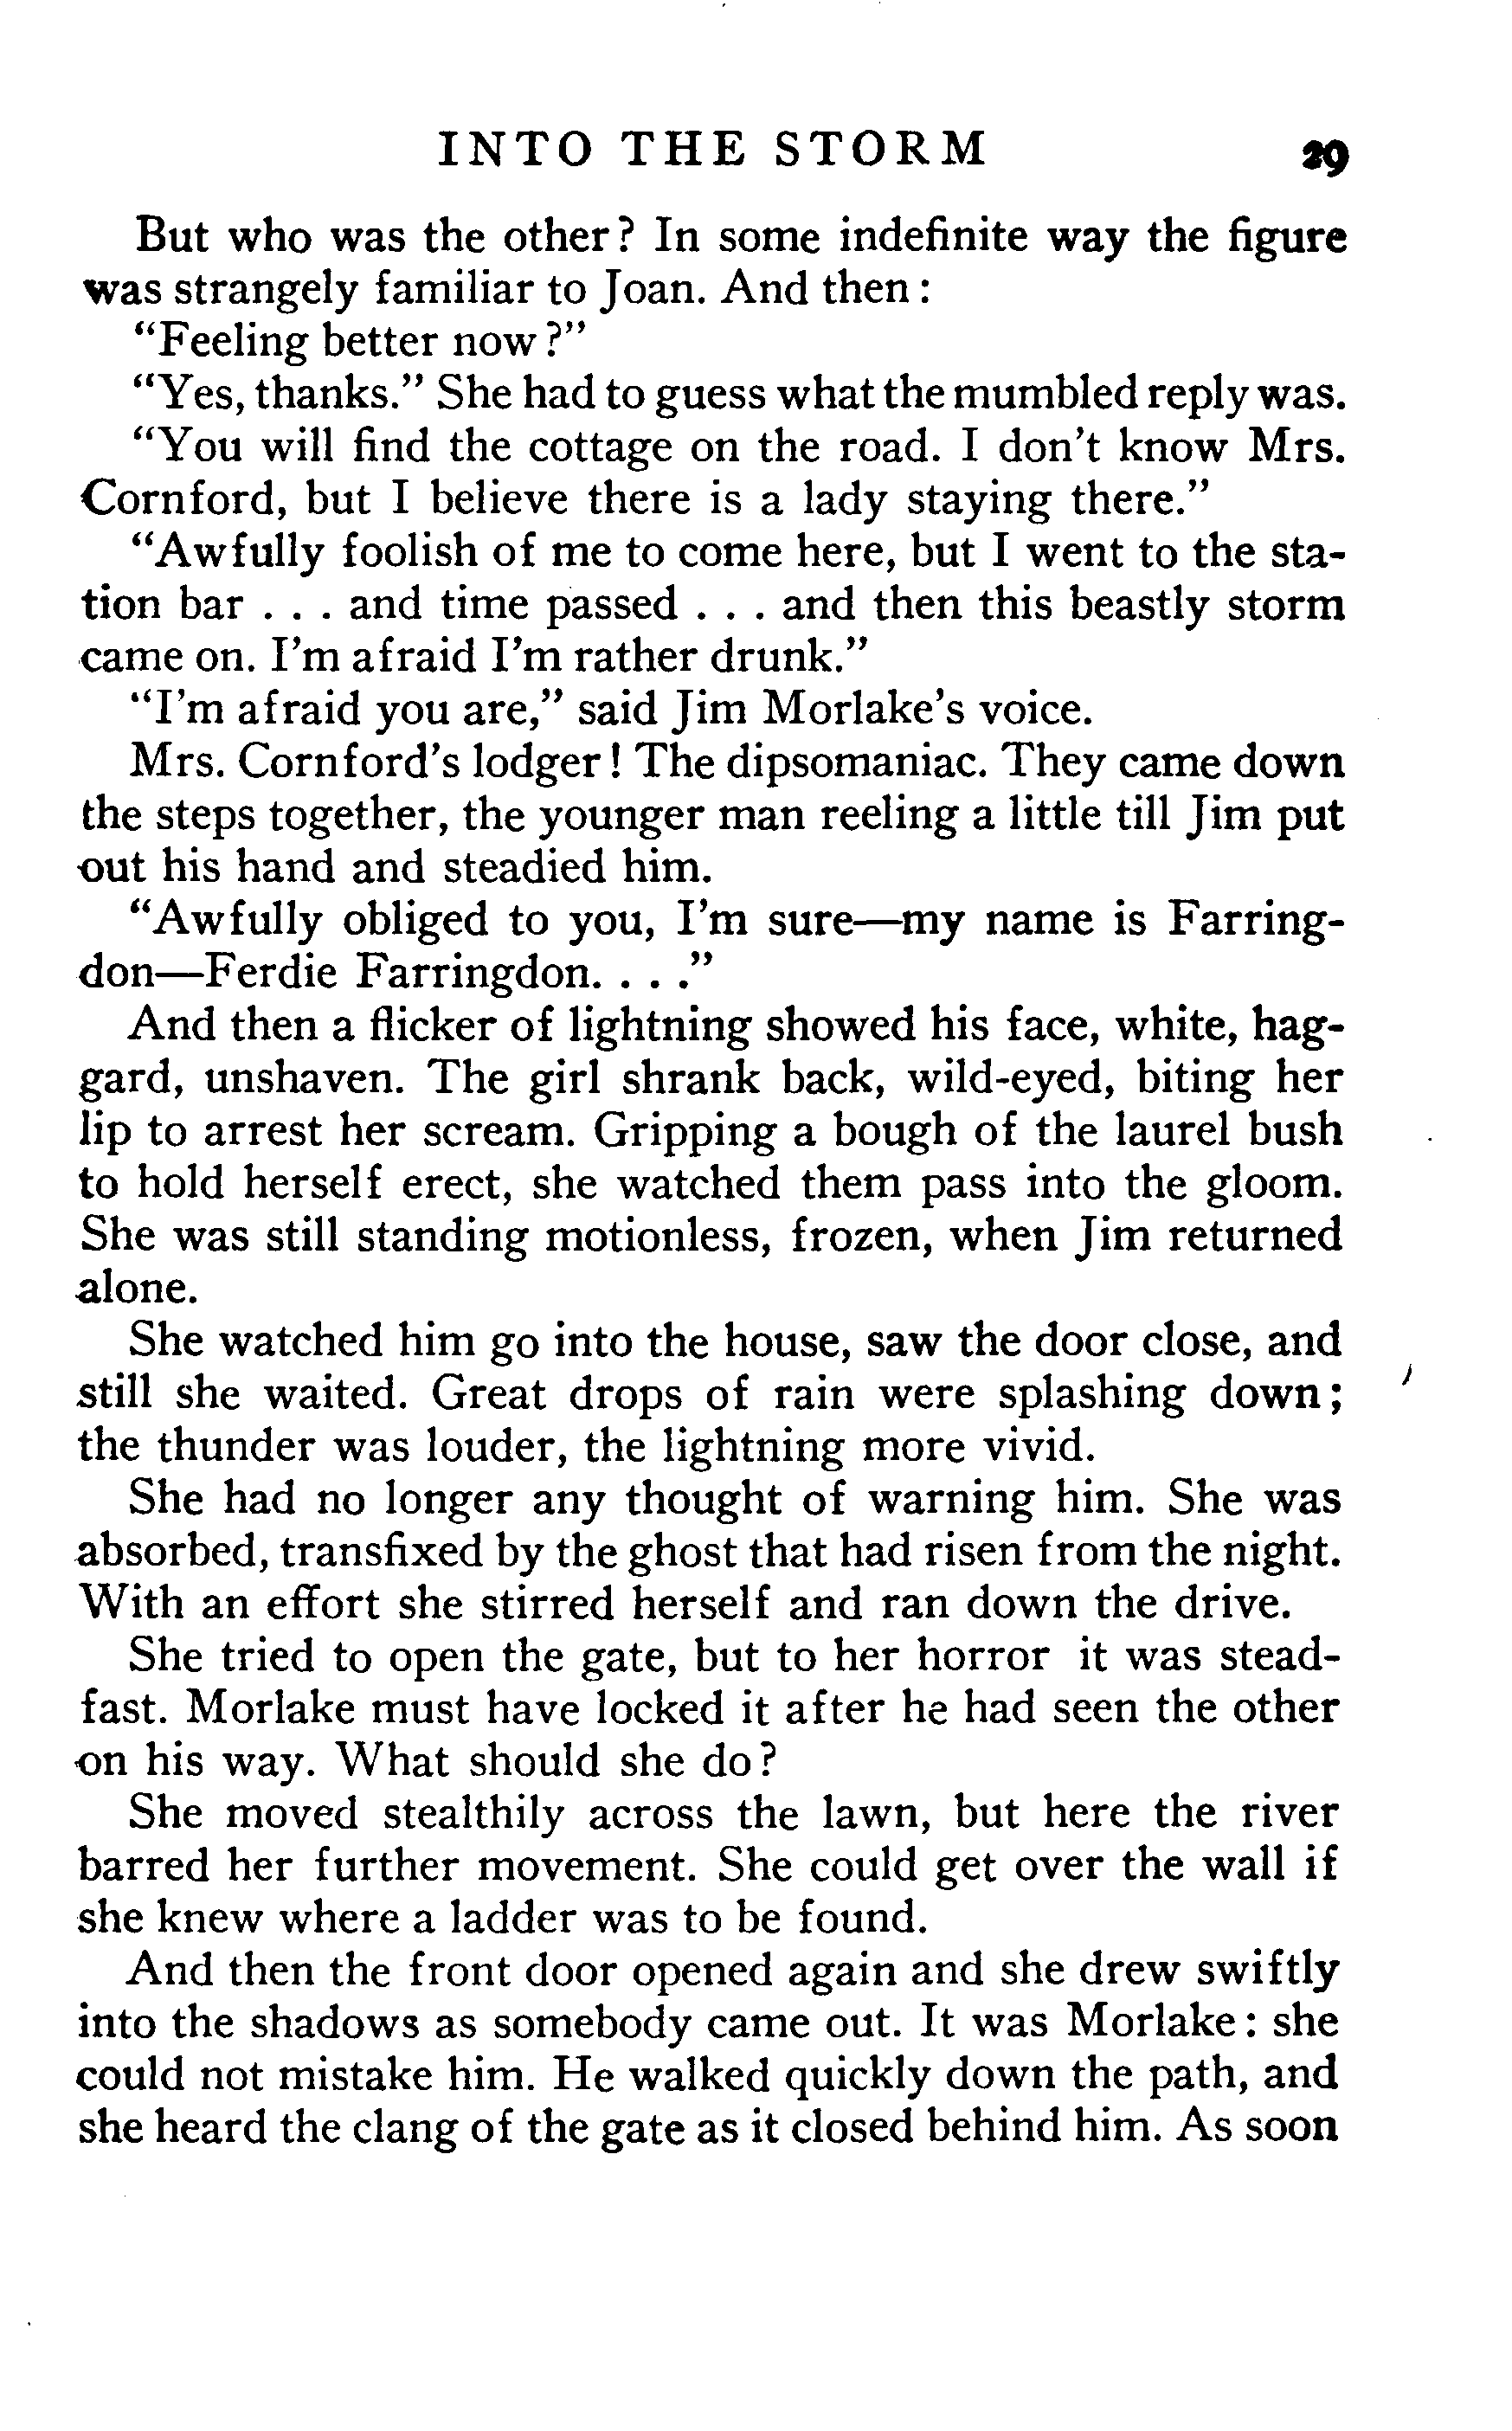 INTO THE STORM 29
But who was the other? In some indefinite way the figure
was strangely familiar to Joan. And then:
“Feeling better now?”
“Yes, thanks.” She had to guess what the mumbled reply was.
“You will find the cottage on the road. I don't know Mrs.
Cornford, but I believe there is a lady staying there.”
“Awfully foolish of me to come here, but I went to the sta-
tion bar . . . and time passed . . . and then this beastly storm
came on. I'm afraid I'm rather drunk.”
“I'm afraid you are,” said Jim Morlake's voice.
Mrs. Cornford's lodger! The dipsomaniac. They came down
the steps together, the younger man reeling a little till Jim put
out his hand and steadied him.
“Awfully obliged to you, I'm sure—my name is Farring-
don—Ferdie Farringdon. . . .”
And then a flicker of lightning showed his face, white, hag-
gard, unshaven. The girl shrank back, wild-eyed, biting her
lip to arrest her scream. Gripping a bough of the laurel bush
to hold herself erect, she watched them pass into the gloom.
She was still standing motionless, frozen, when Jim returned
alone.
She watched him go into the house, saw the door close, and
still she waited. Great drops of rain were splashing down;
the thunder was louder, the lightning more vivid.
She had no longer any thought of warning him. She was
absorbed, transfixed by the ghost that had risen from the night.
With an effort she stirred herself and ran down the drive.
She tried to open the gate, but to her horror it was stead-
fast. Morlake must have locked it after he had seen the other
on his way. What should she do?
She moved stealthily across the lawn, but here the river
barred her further movement. She could get over the wall if
she knew where a ladder was to be found.
And then the front door opened again and she drew swiftly
into the shadows as somebody came out. It was Morlake: she
could not mistake him. He walked quickly down the path, and
she heard the clang of the gate as it closed behind him. As soon